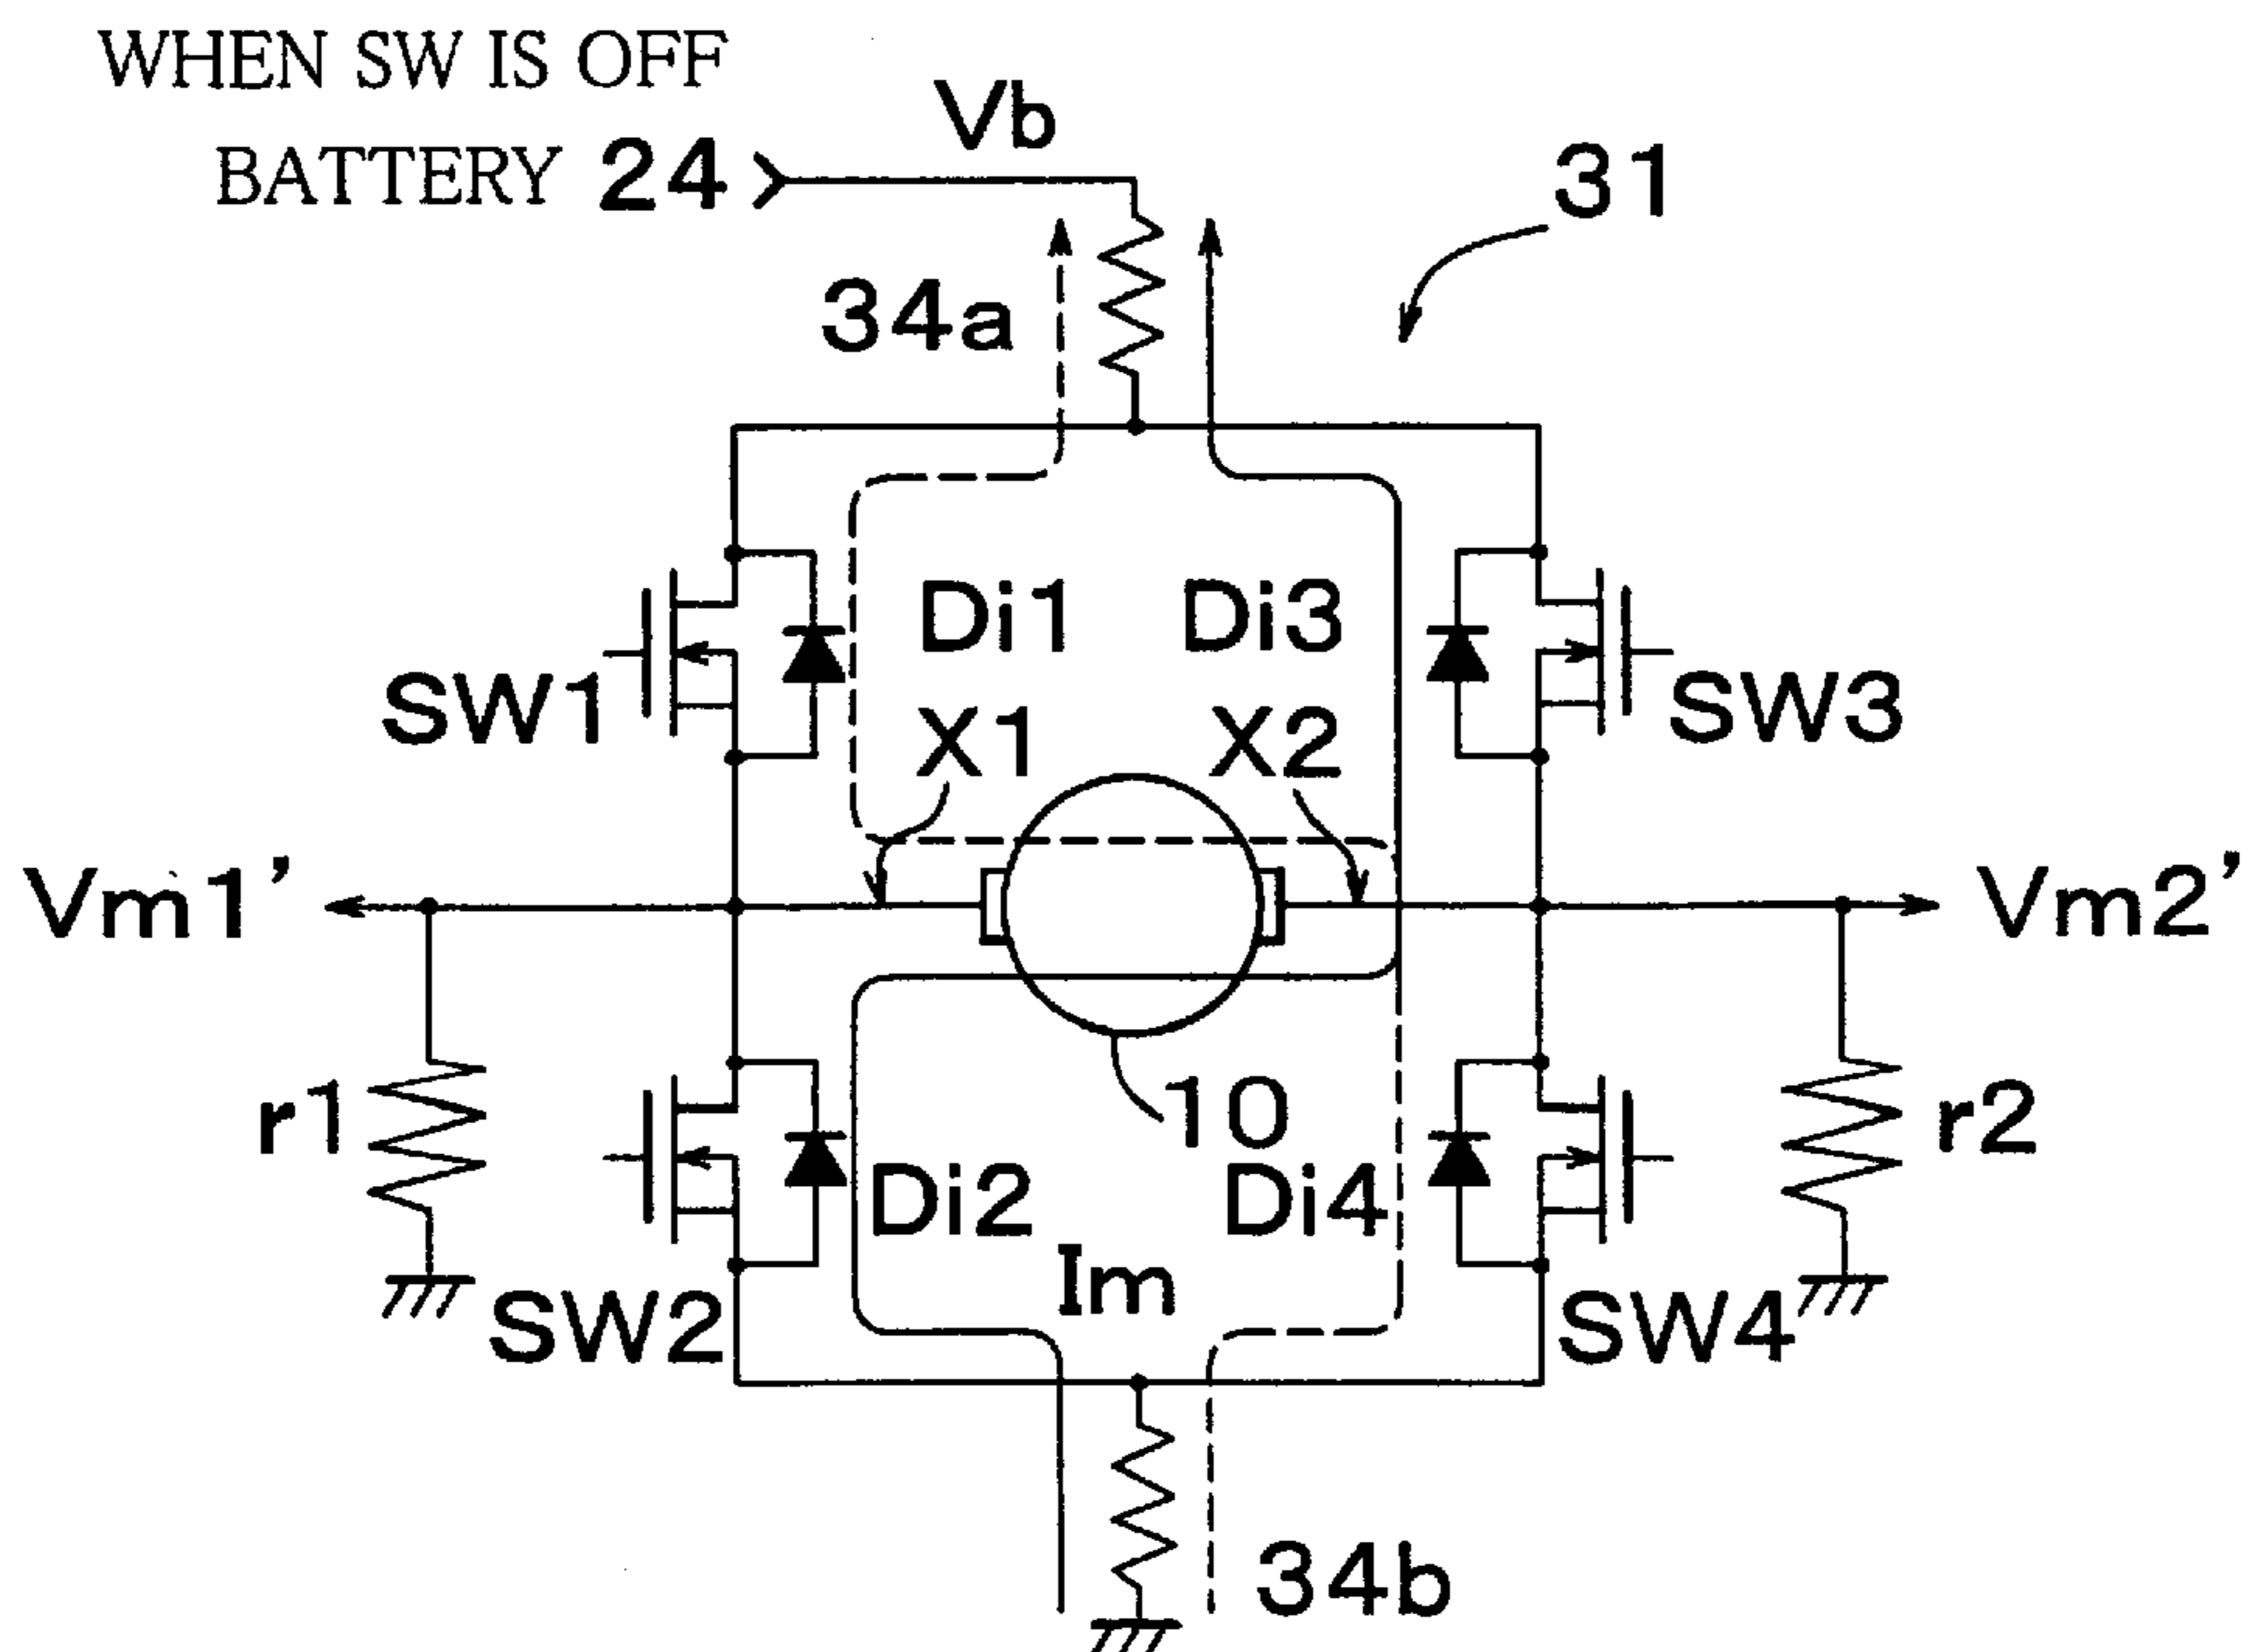 WHEN SW IS OFF
Vb
BATTERY 24
31
34a
Di1
Di3
SW1
SW3
X1
X2
Vm1'
Vm2'
r1
10
r2
Di2
Di4
Im
SW2
SW4
34b